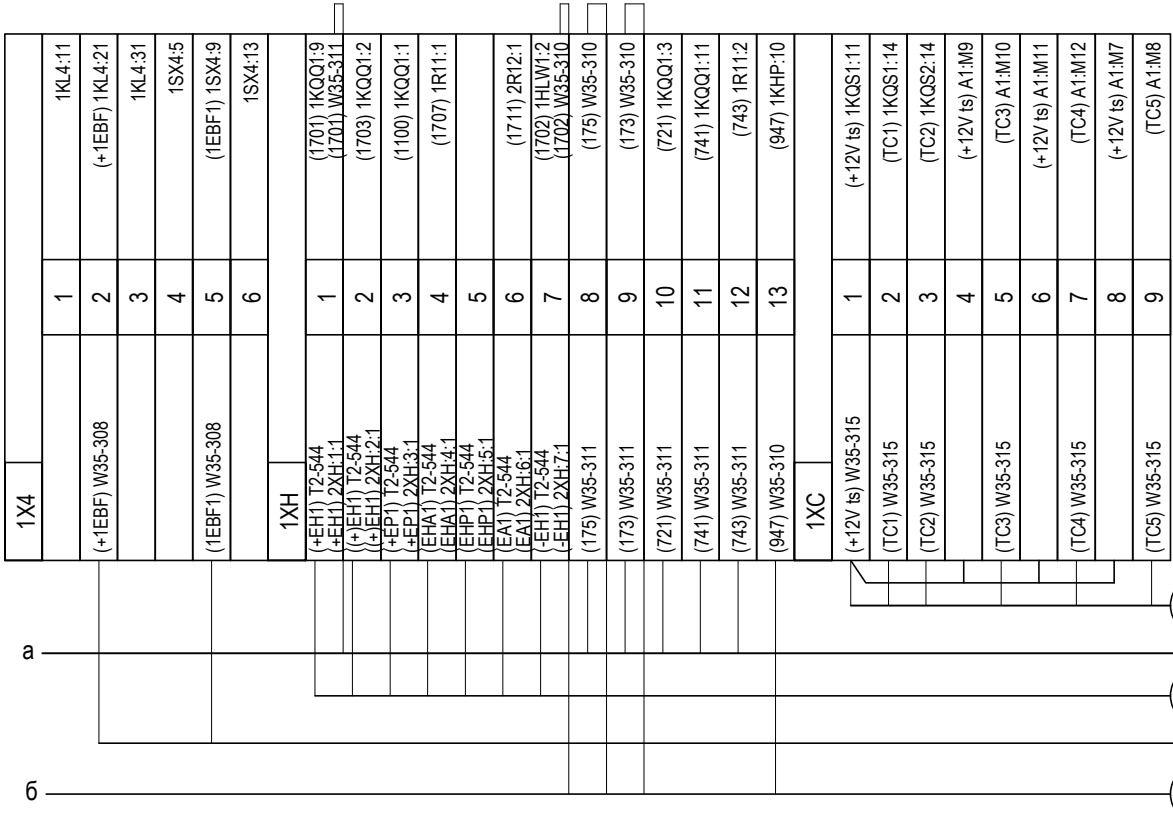 1X4
1KL4:11
1
(+1EBF) 1KL4:21
2
(+1EBF) W35-308
1KL4:31
3
1SX4:5
4
(1EBF1) 1SX4:9
5
(1EBF1) W35-308
1SX4:13
6
1XH
(1701) 1KQQ1:9
(1701) W35-311
1
(+EH1) T2-544
(+EH1) 2XH:1:1
(1703) 1KQQ1:2
2
((+)EH1) T2-544
((+)EH1) 2XH:2:1
(1100) 1KQQ1:1
3
(+EP1) T2-544
(+EP1) 2XH:3:1
(1707) 1R11:1
4
(EHA1) T2-544
(EHA1) 2XH:4:1
5
(EHP1) T2-544
(EHP1) 2XH:5:1
(1711) 2R12:1
6
(EA1) T2-544
(EA1) 2XH:6:1
(1702) 1HLW1:2
(1702) W35-310
7
(-EH1) T2-544
(-EH1) 2XH:7:1
(175) W35-310
8
(175) W35-311
(173) W35-310
9
(173) W35-311
(721) 1KQQ1:3
10
(721) W35-311
(741) 1KQQ1:11
11
(741) W35-311
(743) 1R11:2
12
(743) W35-311
(947) 1KHP:10
13
(947) W35-310
1XC
(+12V ts) 1KQS1:11
1
(+12V ts) W35-315
(TC1) 1KQS1:14
2
(TC1) W35-315
(TC2) 1KQS2:14
3
(TC2) W35-315
(+12V ts) A1:M9
4
(TC3) A1:M10
5
(TC3) W35-315
(+12V ts) A1:M11
6
(TC4) A1:M12
7
(TC4) W35-315
(+12V ts) A1:M7
8
(TC5) A1:M8
9
(TC5) W35-315
а
б